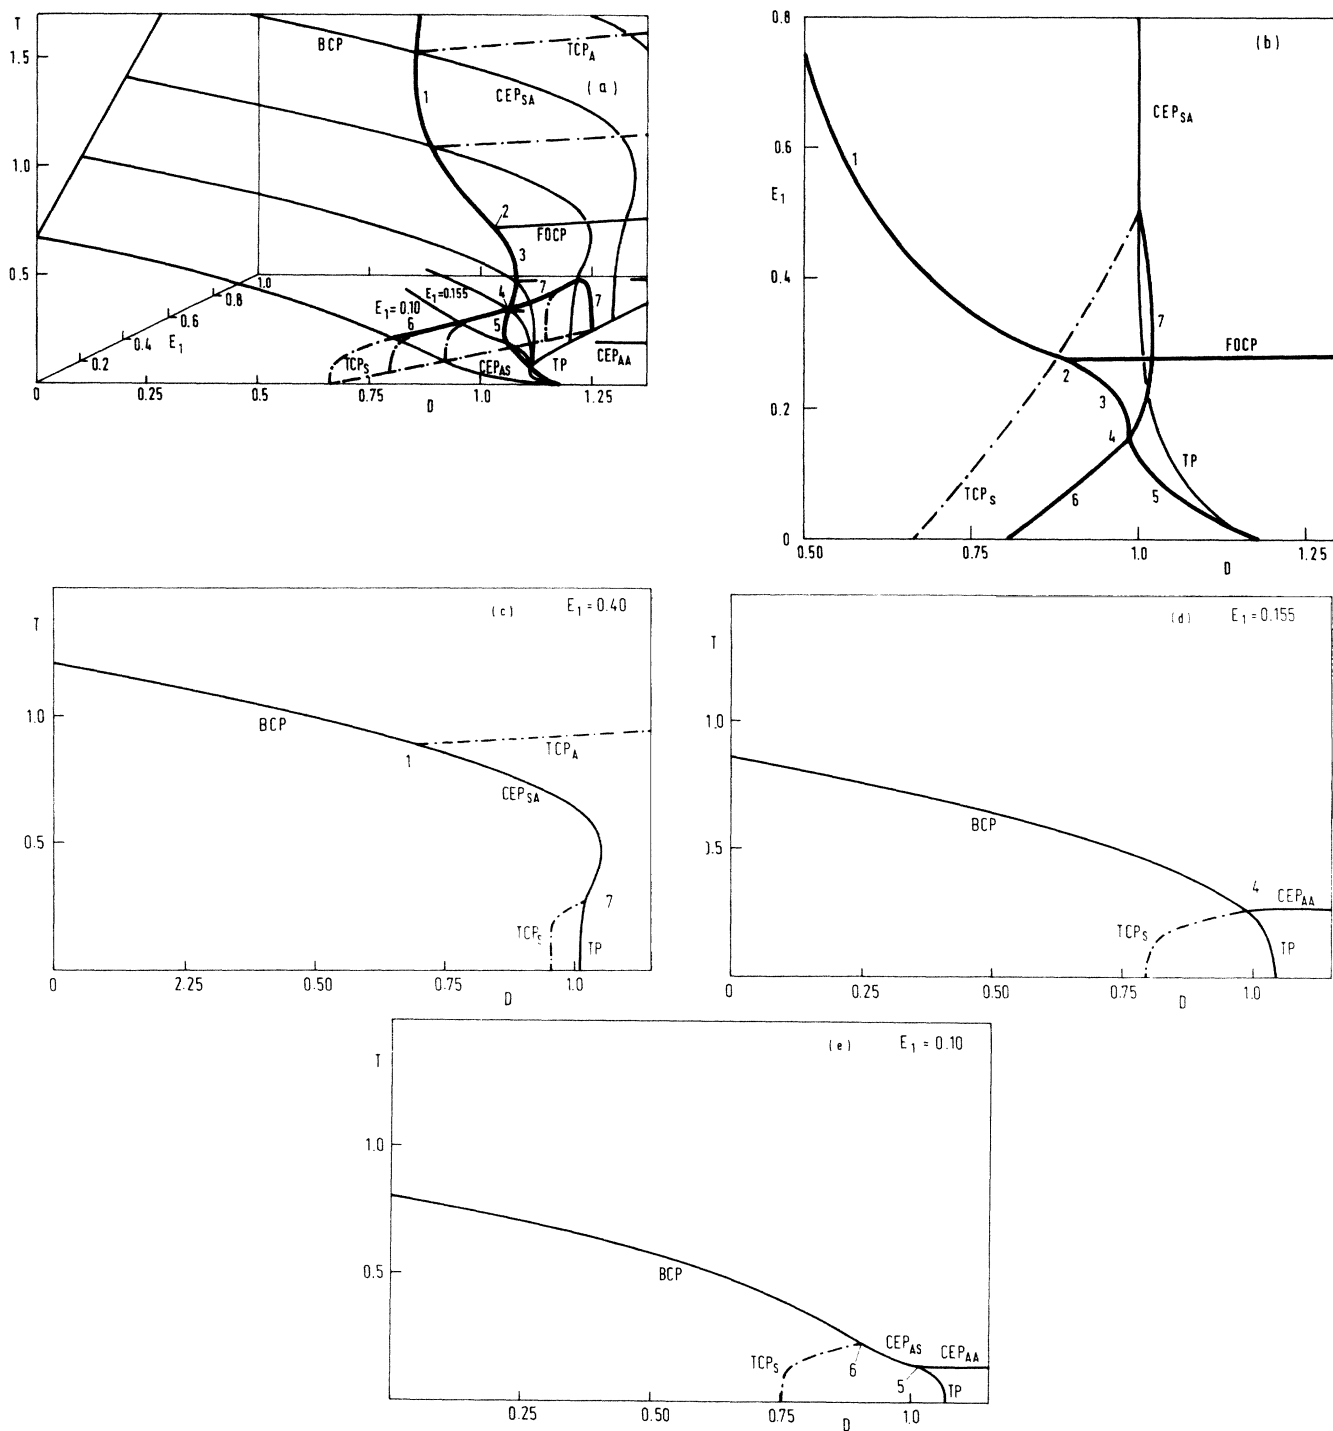 T
1.5
1.0
0.5
0
BCP
TCP_A
(a)
CEP_SA
1
2
FOCP
3
1.0
0.8
0.6
E_1
0.4
0.2
4
7
7
E_1=0.155
E_1=0.10
6
5
TCP_S
CEP_AS
TP
CEP_AA
0
0.25
0.5
0.75
D
1.0
1.25
0.8
(b)
CEP_SA
0.6
E_1
1
0.4
7
FOCP
2
3
0.2
4
TP
TCP_S
6
5
0
0.50
0.75
1.0
D
1.25
(c) E_1=0.40
T
1.0
BCP
1
TCP_A
CEP_SA
0.5
7
TCP_S
TP
0
2.25
0.50
0.75
D
1.0
(d) E_1=0.155
T
1.0
BCP
).5
4
CEP_AA
TCP_S
TP
0
0.25
0.50
0.75
D
1.0
(e) E_1 = 0.10
T
1.0
0.5
BCP
TCP_S
CEP_AS
CEP_AA
6
5
TP
0.25
0.50
0.75
D
1.0